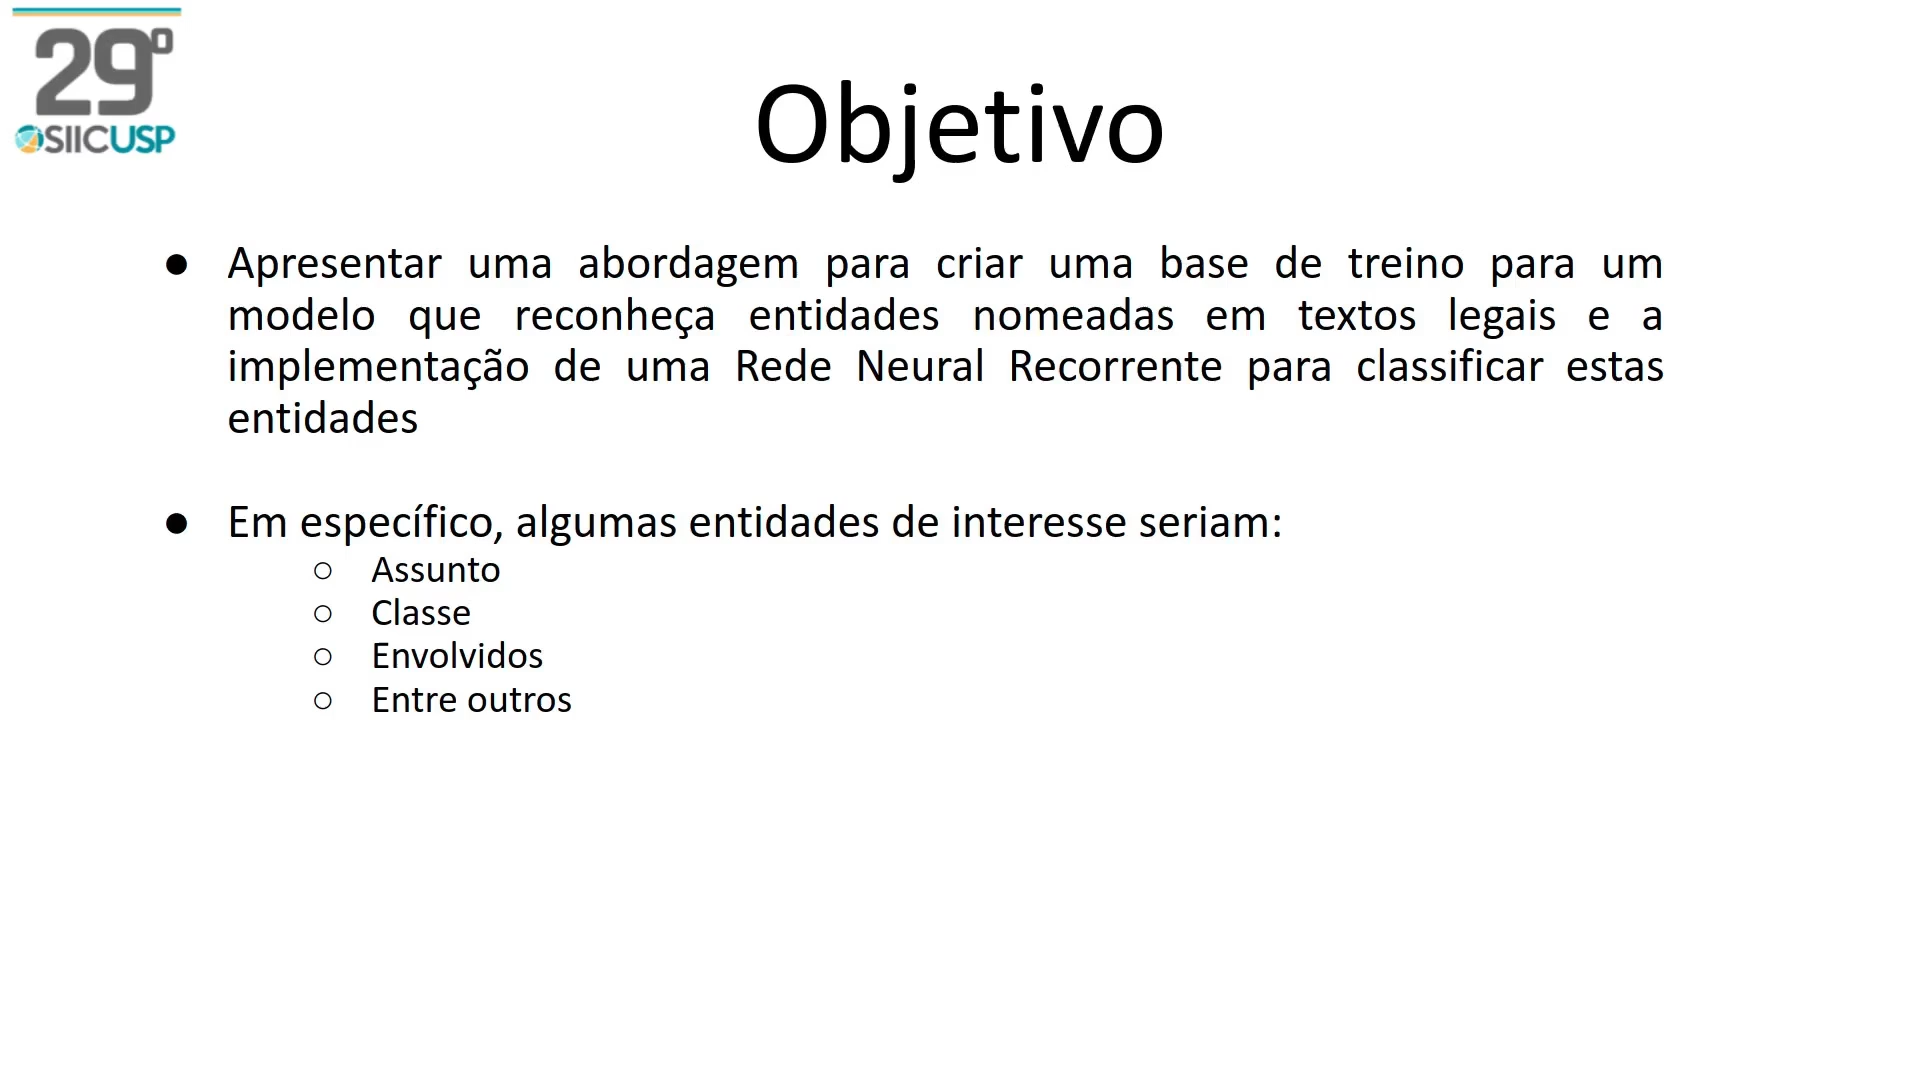 29º
SIICUSP
Objetivo
● Apresentar uma abordagem para criar uma base de treino para um
modelo que reconheça entidades nomeadas em textos legais e a
implementação de uma Rede Neural Recorrente para classificar estas
entidades
● Em específico, algumas entidades de interesse seriam:
○ Assunto
○ Classe
○ Envolvidos
○ Entre outros